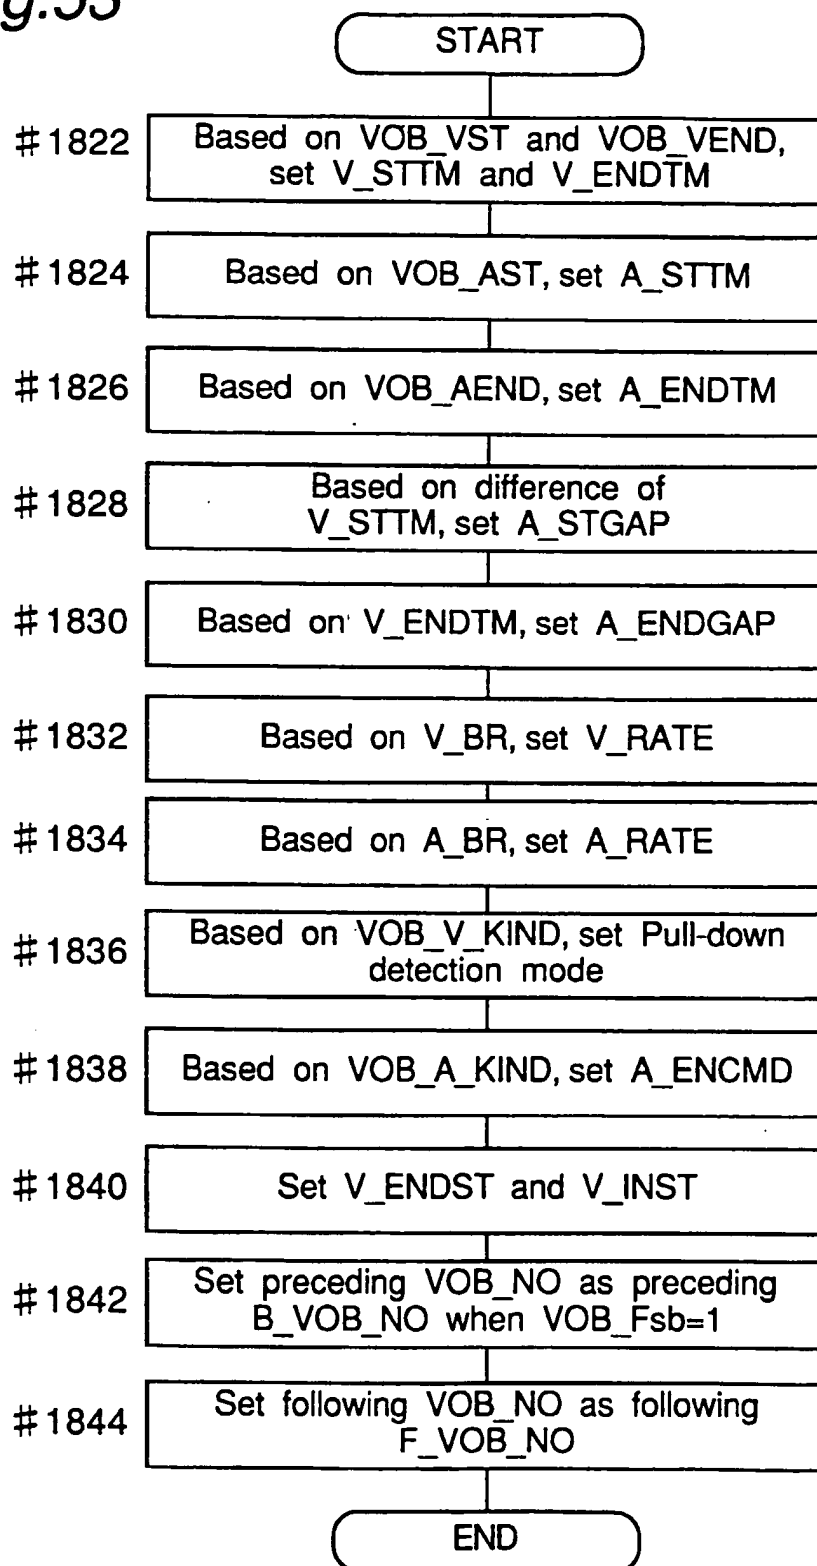 g.53
START
#1822
Based on VOB_VST and VOB_VEND,
set V_STTM and V_ENDTM
#1824
Based on VOB_AST, set A_STTM
#1826
Based on VOB_AEND, set A_ENDTM
#1828
Based on difference of
V_STTM, set A_STGAP
#1830
Based on V_ENDTM, set A_ENDGAP
#1832
Based on V_BR, set V_RATE
#1834
Based on A_BR, set A_RATE
#1836
Based on VOB_V_KIND, set Pull-down
detection mode
#1838
Based on VOB_A_KIND, set A_ENCMD
#1840
Set V_ENDST and V_INST
#1842
Set preceding VOB_NO as preceding
B_VOB_NO when VOB_Fsb=1
#1844
Set following VOB_NO as following
F_VOB_NO
END